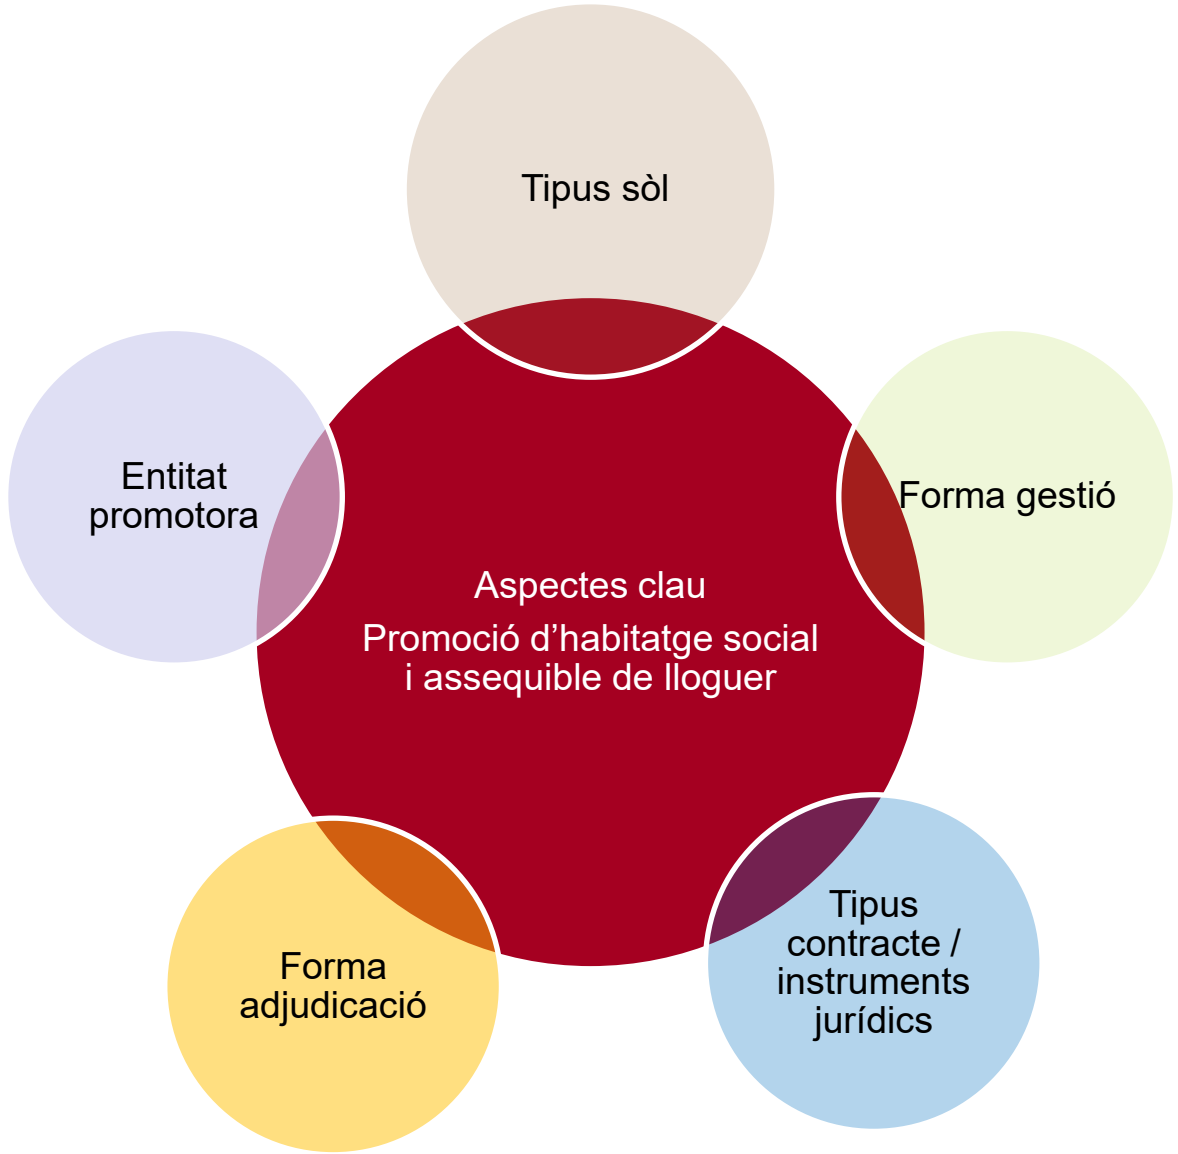 Tipus sòl
Entitat
promotora
Forma gestió
Aspectes clau
Promoció d’habitatge social
i assequible de lloguer
Forma
adjudicació
Tipus
contracte /
instruments
jurídics